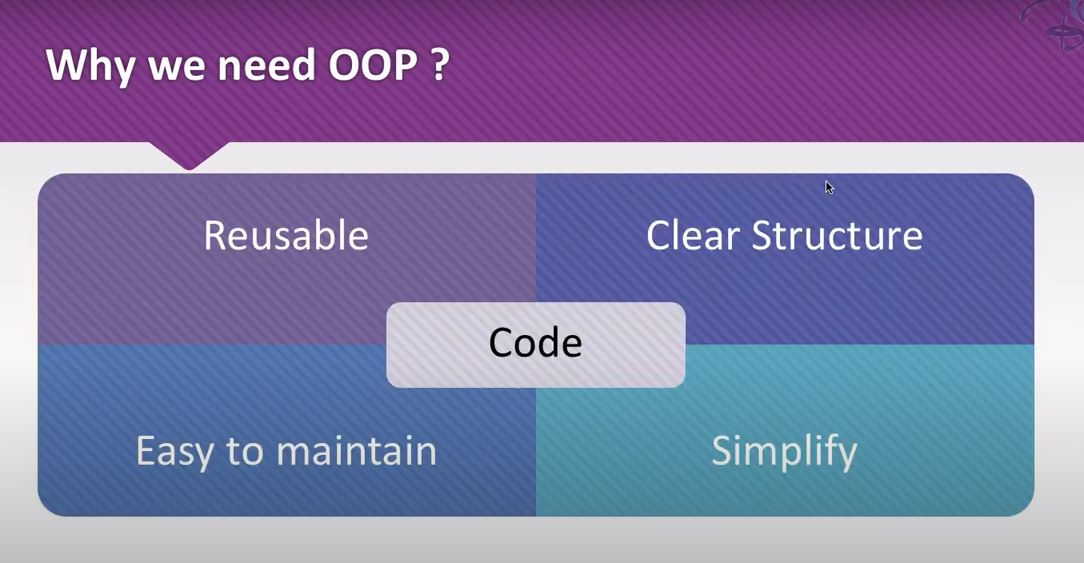 Why we need OOP ?
Reusable
Clear Structure
Code
Easy to maintain
Simplify